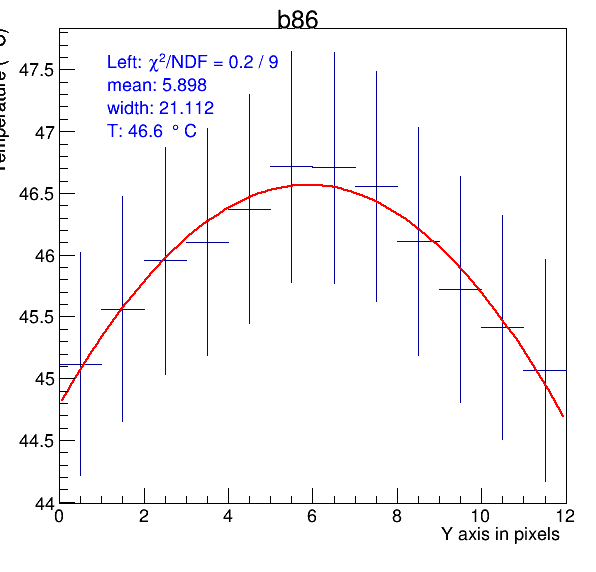 b86
Left: χ²/NDF = 0.2 / 9
mean: 5.898
width: 21.112
T: 46.6 ° C
47.5
47
46.5
46
45.5
45
44.5
44
0 2 4 6 8 10 12
Y axis in pixels